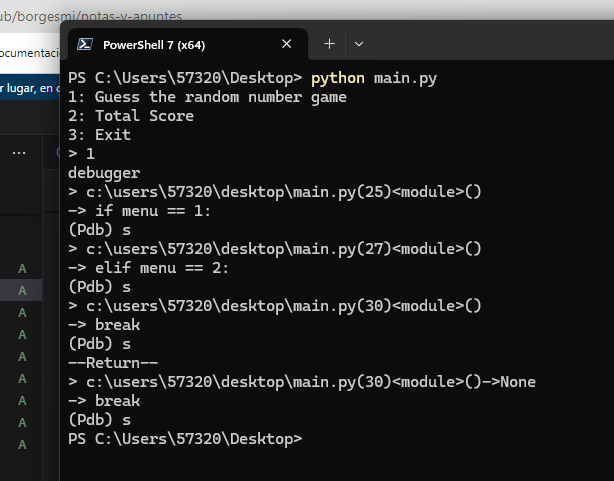 ub/borgesmi/notas-y-apuntes
ocumentaci
r lugar, en c
PowerShell 7 (x64)
PS C:\Users\57320\Desktop> python main.py
1: Guess the random number game
2: Total Score
3: Exit
> 1
debugger
> c:\users\57320\desktop\main.py(25)<module>()
-> if menu == 1:
(Pdb) s
> c:\users\57320\desktop\main.py(27)<module>()
-> elif menu == 2:
(Pdb) s
> c:\users\57320\desktop\main.py(30)<module>()
-> break
(Pdb) s
--Return--
> c:\users\57320\desktop\main.py(30)<module>()->None
-> break
(Pdb) s
PS C:\Users\57320\Desktop>
A
A
A
A
A
A
A
A
A